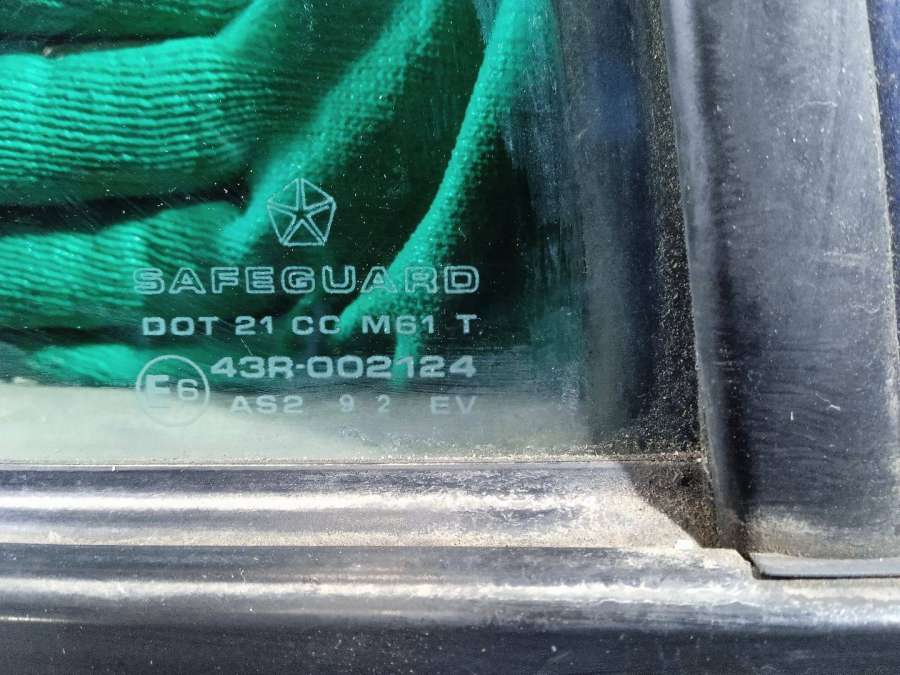 SAFEGUARD
DOT 21 CC M61 T
43R-002124
E6
AS2 9 2 EV